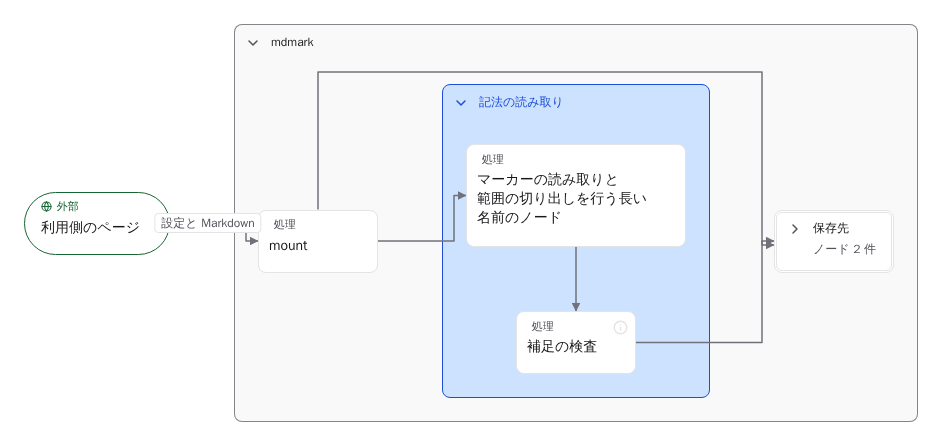 mdmark
記法の読み取り
処理
マーカーの読み取りと
範囲の切り出しを行う長い
名前のノード
外部
利用側のページ
設定と Markdown
処理
mount
保存先
ノード 2 件
処理
補足の検査